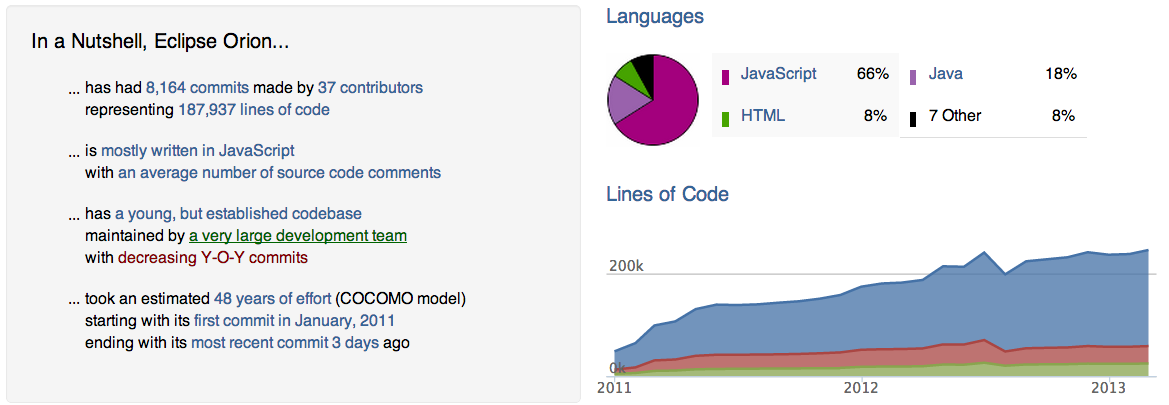 In a Nutshell, Eclipse Orion...
... has had 8,164 commits made by 37 contributors
representing 187,937 lines of code
... is mostly written in JavaScript
with an average number of source code comments
... has a young, but established codebase
maintained by a very large development team
with decreasing Y-O-Y commits
... took an estimated 48 years of effort (COCOMO model)
starting with its first commit in January, 2011
ending with its most recent commit 3 days ago
Languages
JavaScript 66% Java 18%
HTML 8% 7 Other 8%
Lines of Code
200k
0k
2011 2012 2013